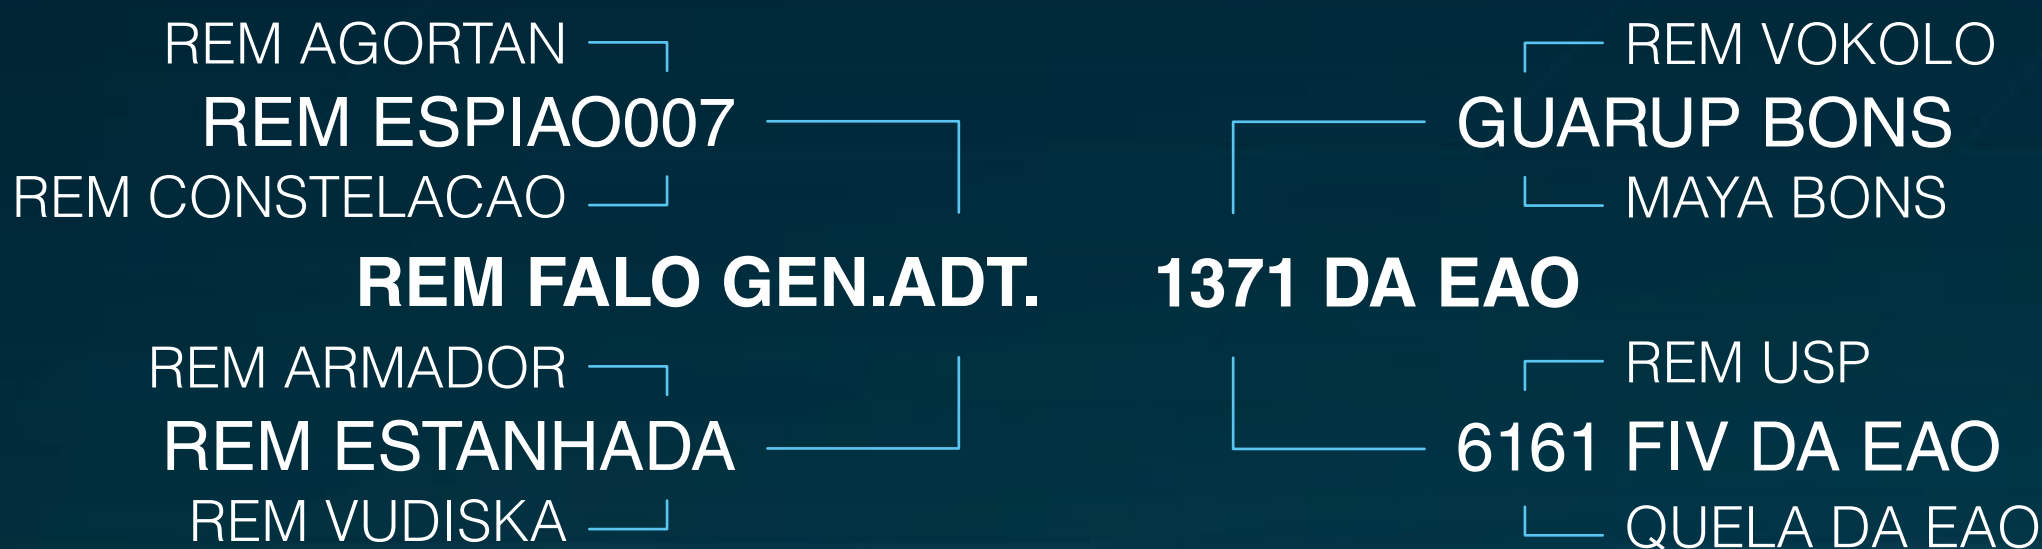 REM AGORTAN
REM ESPIAO007
REM CONSTELACAO
REM FALO GEN.ADT.
REM ARMADOR
REM ESTANHADA
REM VUDISKA
REM VOKOLO
GUARUP BONS
MAYA BONS
1371 DA EAO
REM USP
6161 FIV DA EAO
QUELA DA EAO